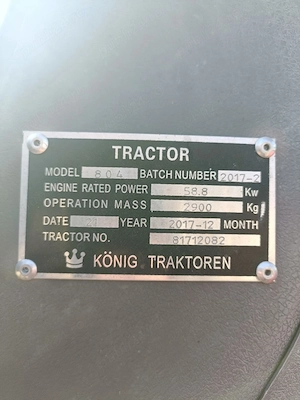 TRACTOR
MODEL 804 BATCH NUMBER 2017-2
ENGINE RATED POWER 58.8 Kw
OPERATION MASS 2900 Kg
DATE YEAR 2017-12 MONTH
TRACTOR NO. 81712082
KÖNIG TRAKTOREN